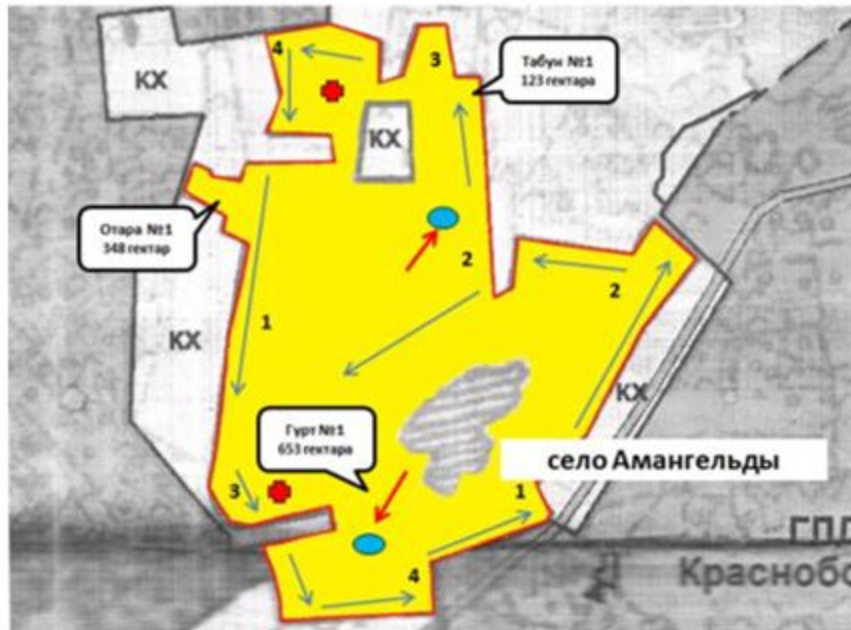 4
3
Табун №1
123 гектара
КХ
КХ
Отара №1
348 гектар
2
2
1
КХ
КХ
Гурт №1
653 гектара
село Амангельды
3
1
ГПЛ
Краснобо
4